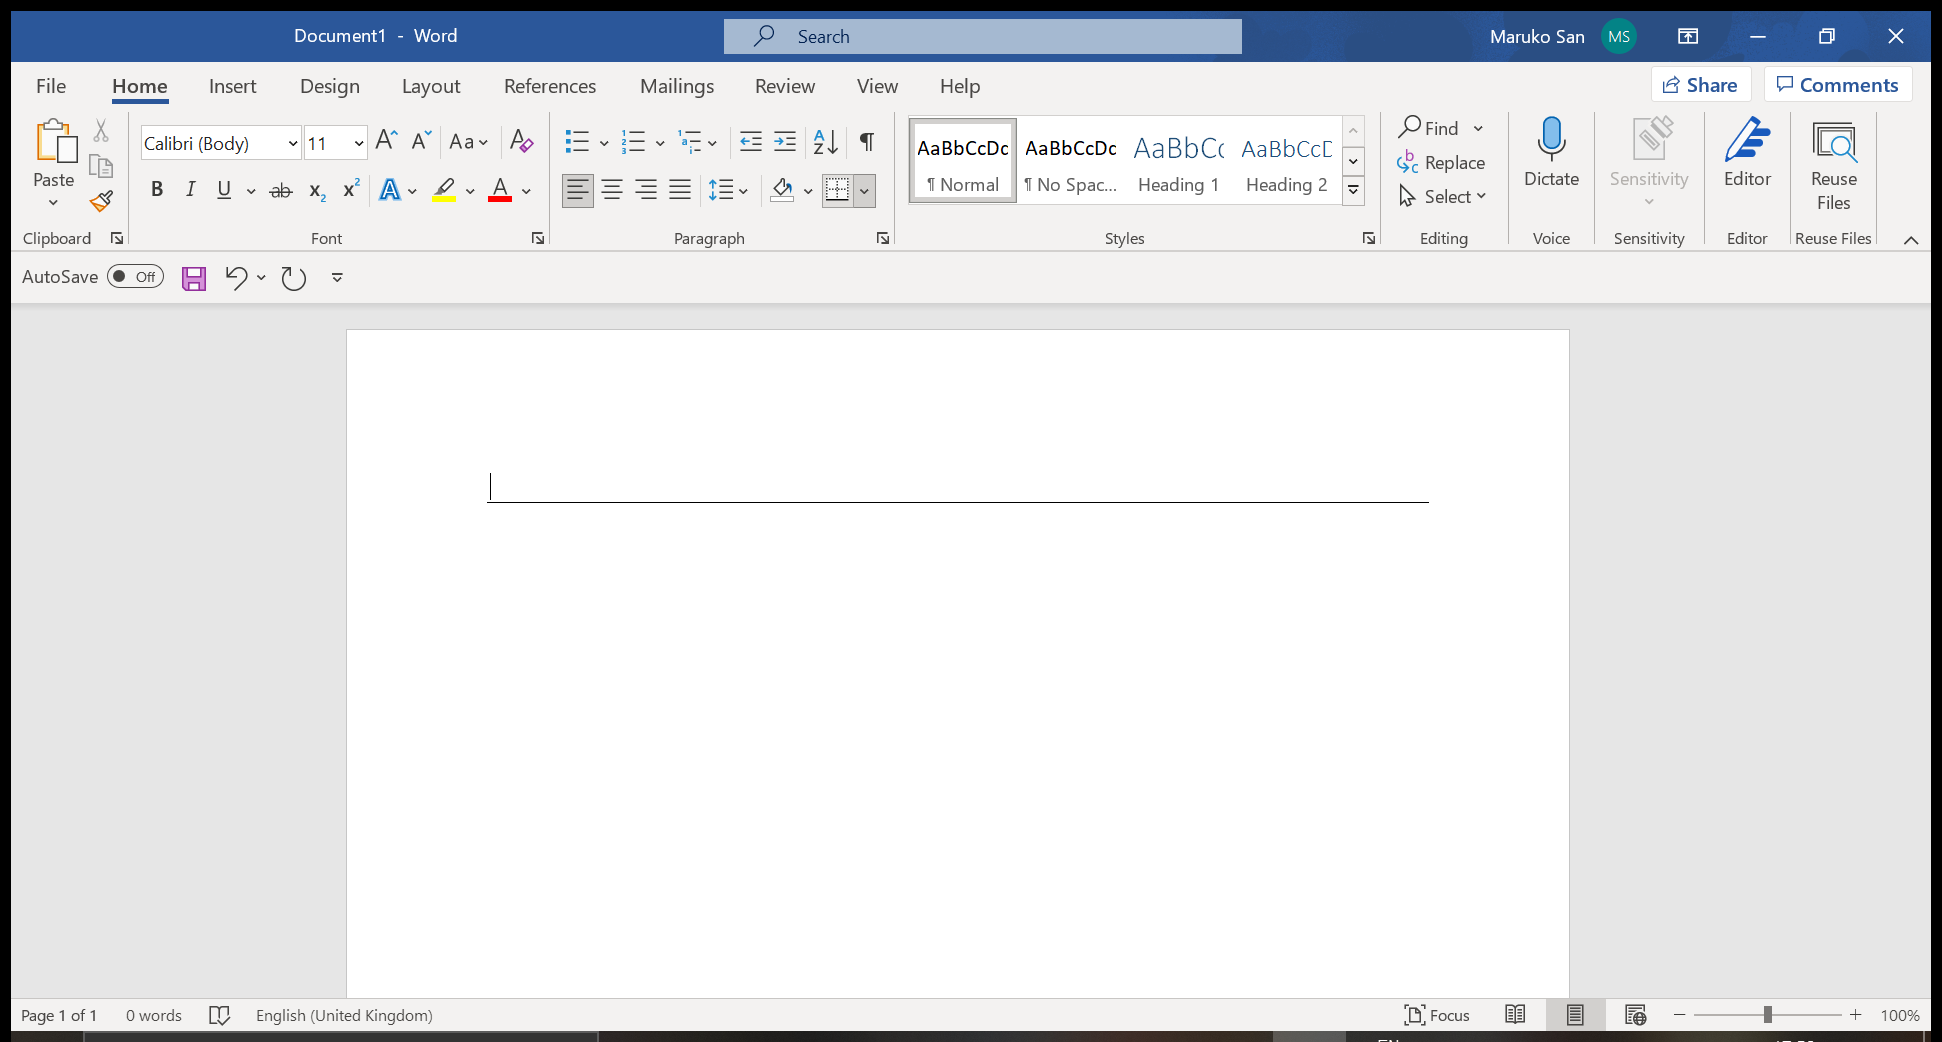 Document1 - Word
Search
Maruko San
MS
File Home Insert Design Layout References Mailings Review View Help
Share Comments
Paste
Clipboard
Calibri (Body) 11
Aa
B I U ab x₂ x²
Font
Paragraph
AaBbCcDc AaBbCcDc AaBbCc AaBbCcD
¶ Normal ¶ No Spac... Heading 1 Heading 2
Styles
Find
Replace
Select
Editing
Dictate
Voice
Sensitivity
Sensitivity
Editor
Editor
Reuse
Files
Reuse Files
AutoSave Off
Page 1 of 1 0 words English (United Kingdom)
Focus 100%